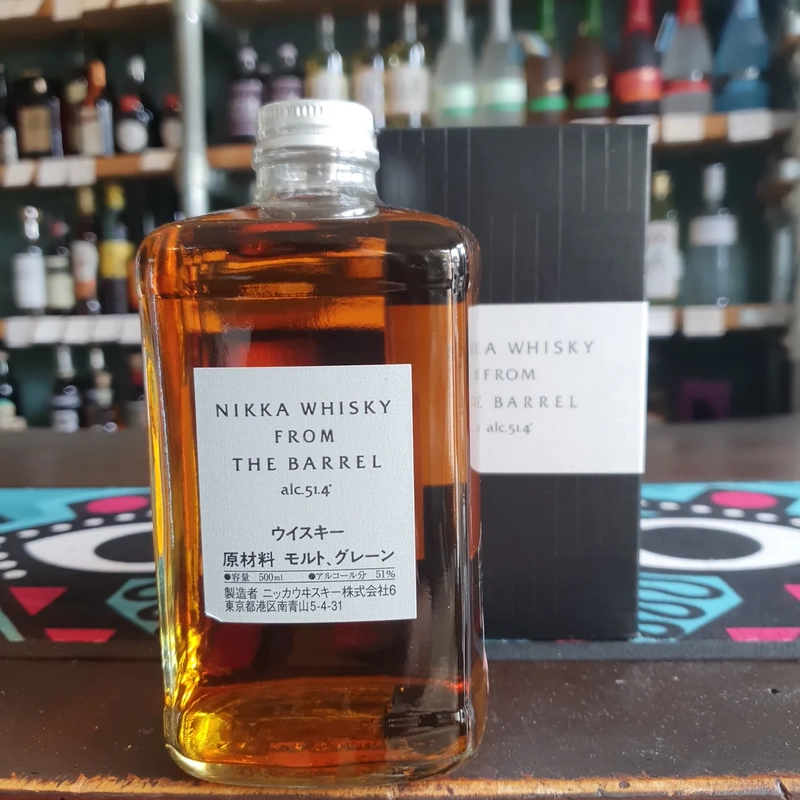 NIKKA WHISKY
FROM
THE BARREL
alc.51.4°
ウイスキー
原材料 モルト、グレーン
●容量 500ml ●アルコール分 51%
製造者 ニッカウヰスキー株式会社6
東京都港区南青山5-4-31
A WHISKY
FROM
BARREL
alc.51.4°